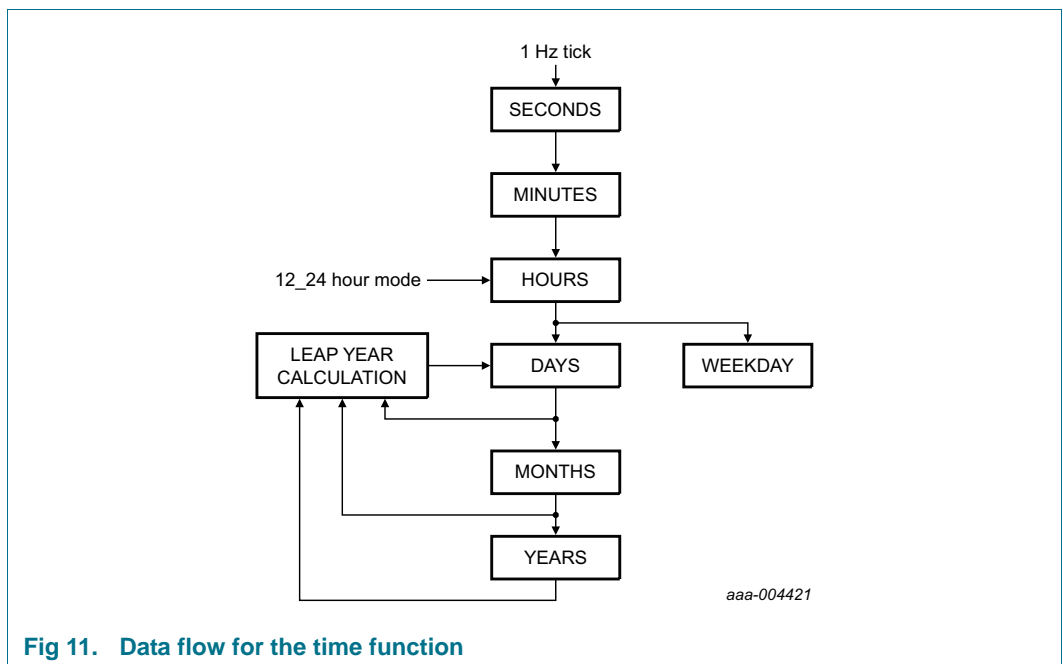 1 Hz tick
SECONDS
MINUTES
12_24 hour mode
HOURS
LEAP YEAR
CALCULATION
DAYS
WEEKDAY
MONTHS
YEARS
aaa-004421
Fig 11. Data flow for the time function